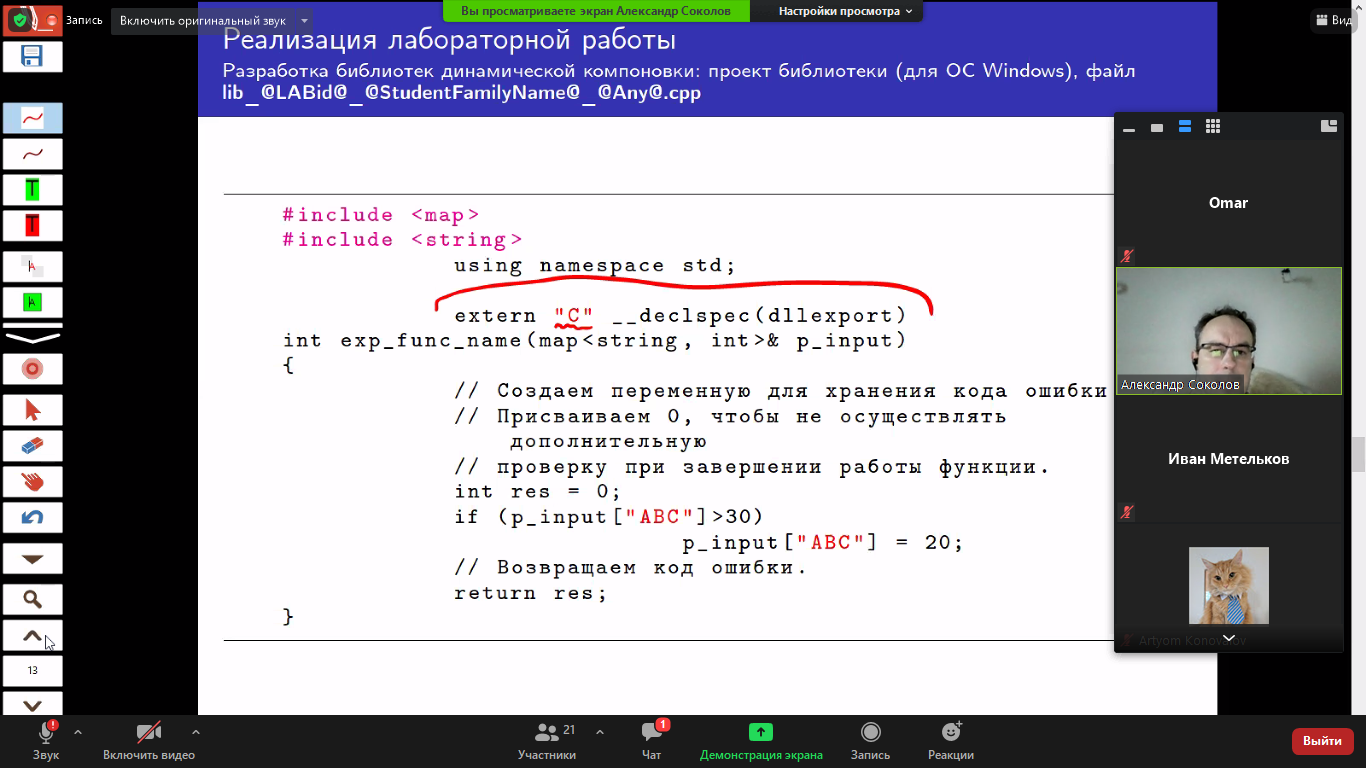 Запись
Включить оригинальный звук
Вы просматриваете экран Александр Соколов
Настройки просмотра
Вид
Реализация лабораторной работы
Разработка библиотек динамической компоновки: проект библиотеки (для ОС Windows), файл
lib_@LABid@_@StudentFamilyName@_@Any@.cpp
#include <map>
#include <string>
using namespace std;
extern "C" __declspec(dllexport)
int exp_func_name(map<string, int>& p_input)
{
// Создаем переменную для хранения кода ошибки
// Присваиваем 0, чтобы не осуществлять
дополнительную
// проверку при завершении работы функции.
int res = 0;
if (p_input["ABC"]>30)
p_input["ABC"] = 20;
// Возвращаем код ошибки.
return res;
}
T
T
A
A
13
Omar
Александр Соколов
Иван Метельков
Artyom Konovalov
Звук
Включить видео
Участники
21
Чат
1
Демонстрация экрана
Запись
Реакции
Выйти